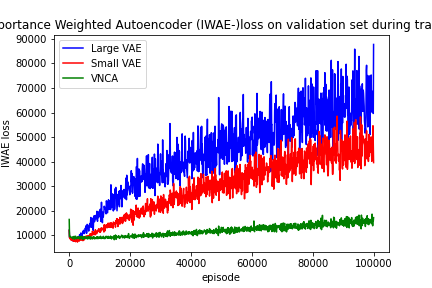 portance Weighted Autoencoder (IWAE-)loss on validation set during tra
Large VAE
Small VAE
VNCA
90000
80000
70000
60000
50000
40000
30000
20000
10000
IWAE loss
0 20000 40000 60000 80000 100000
episode